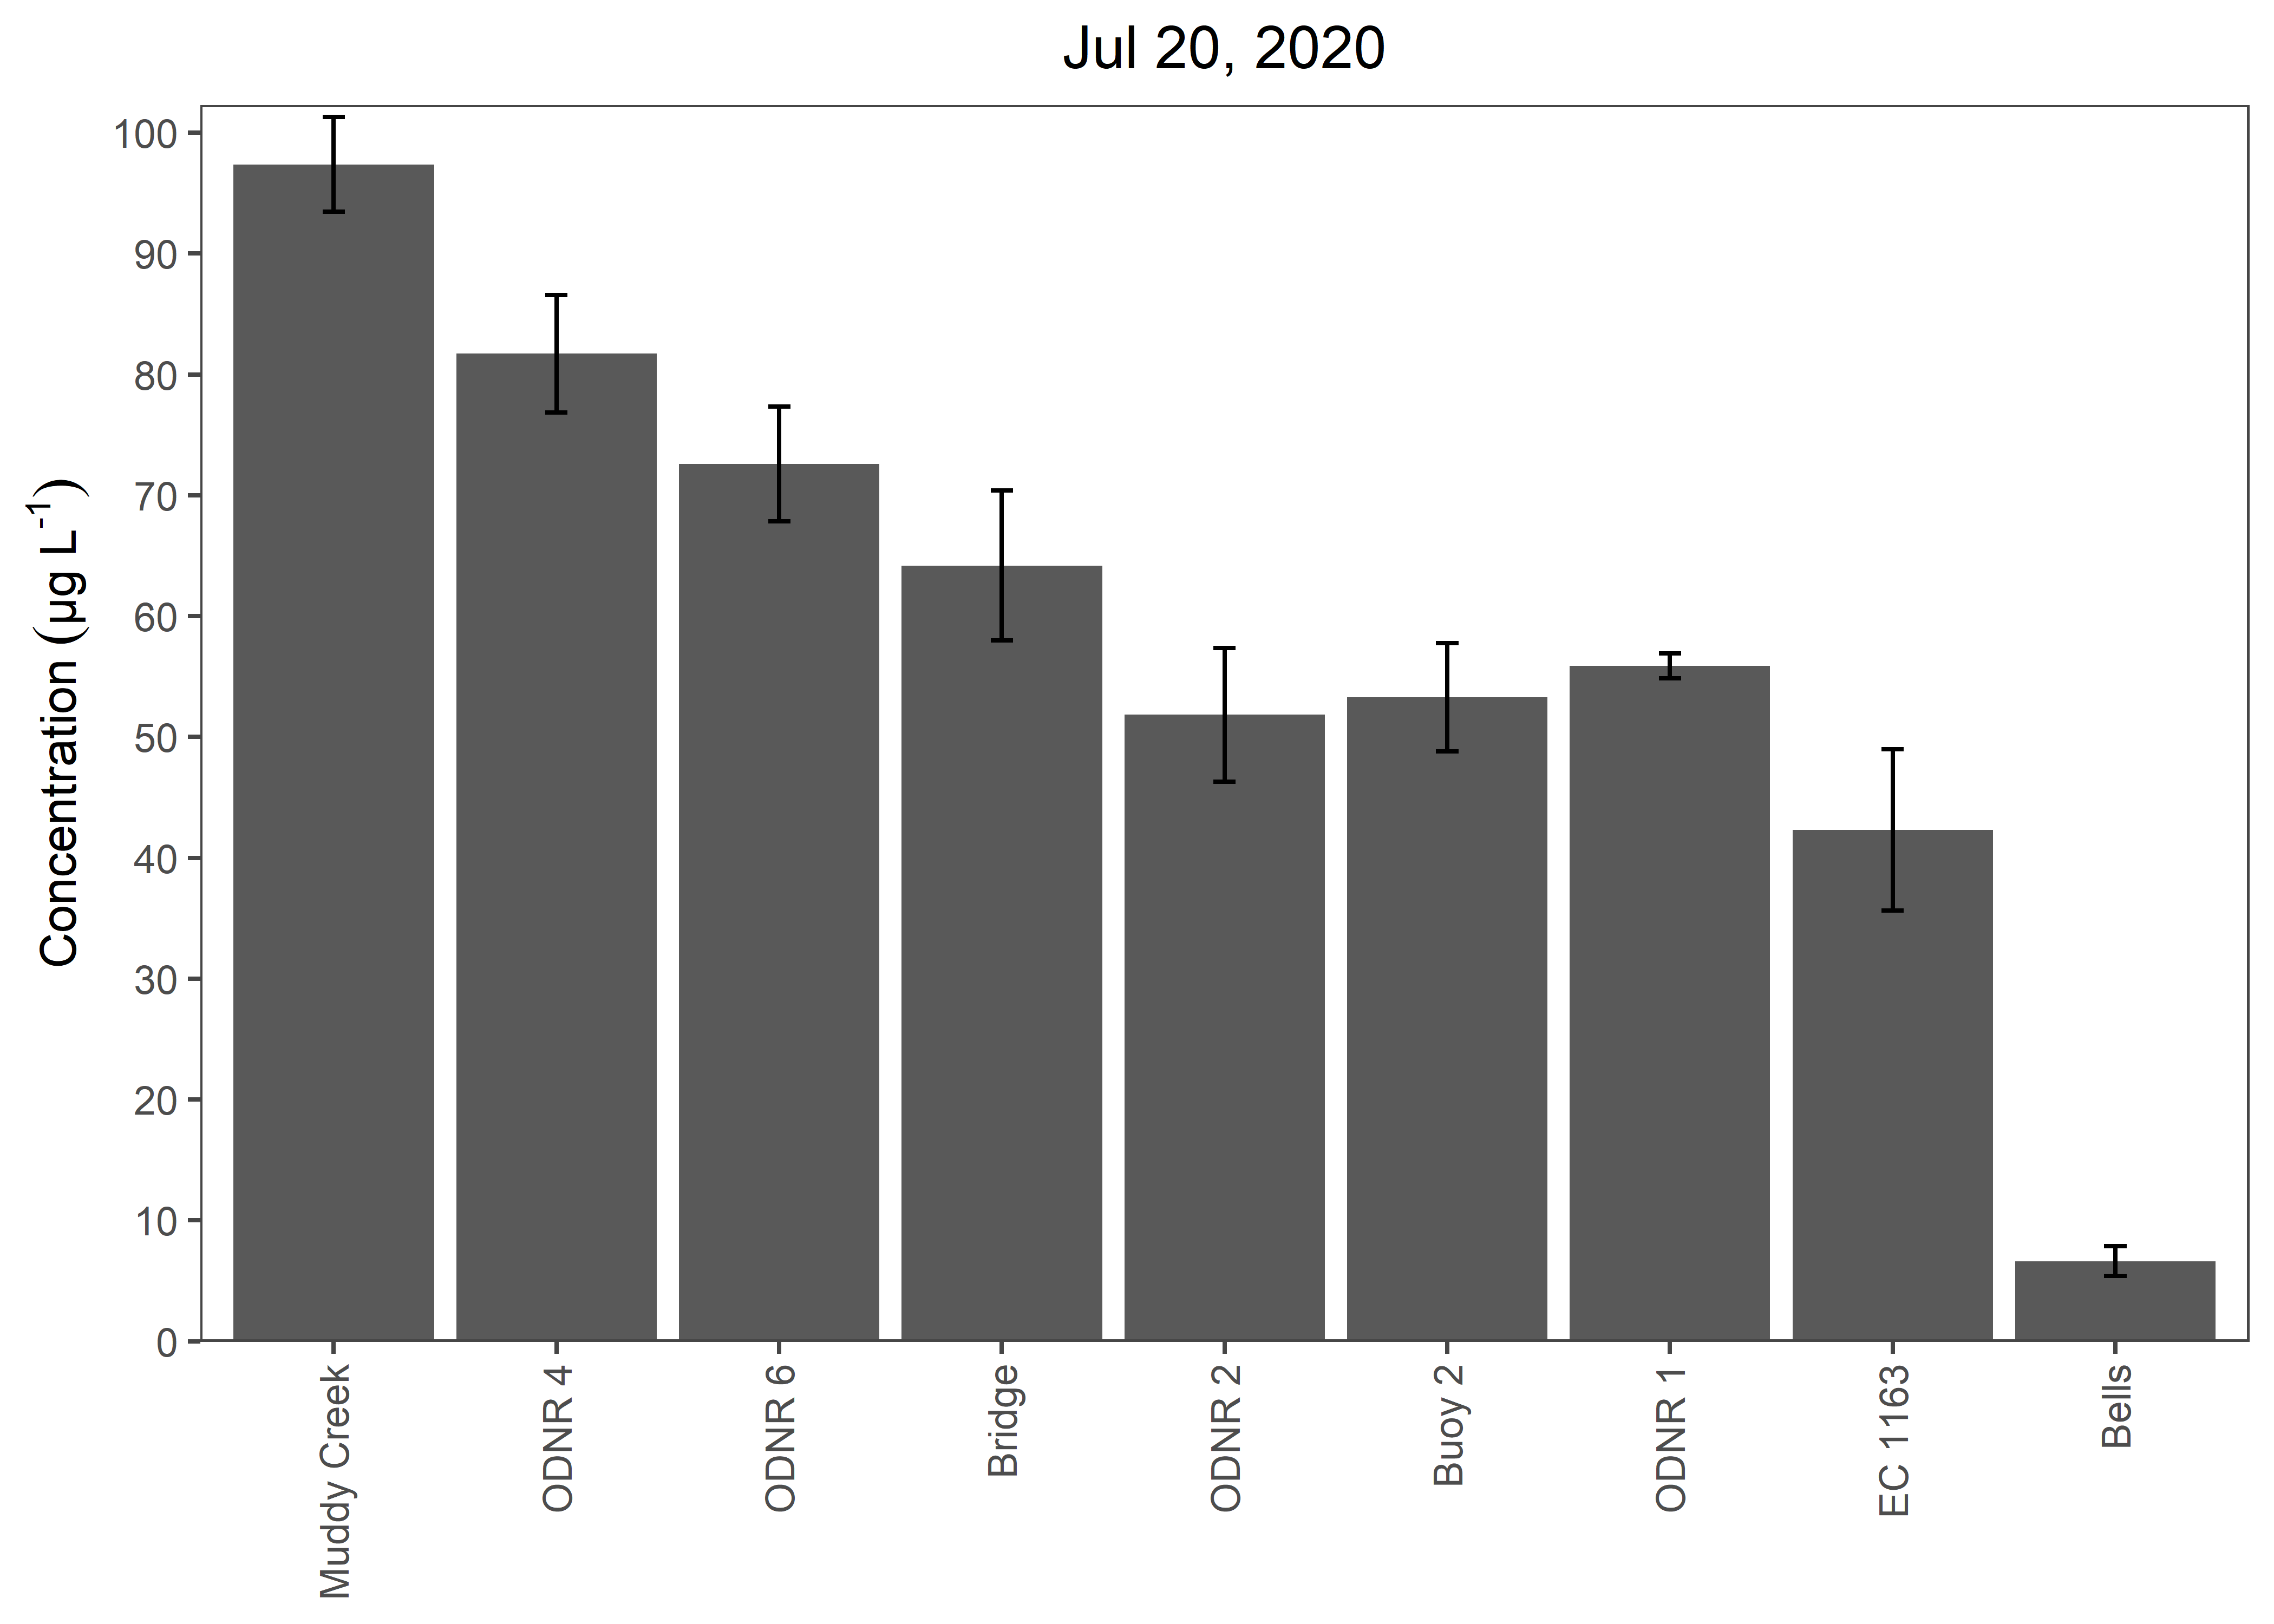 Jul 20, 2020
Concentration (µg L⁻¹)
100
90
80
70
60
50
40
30
20
10
0
Muddy Creek
ODNR 4
ODNR 6
Bridge
ODNR 2
Buoy 2
ODNR 1
EC 1163
Bells